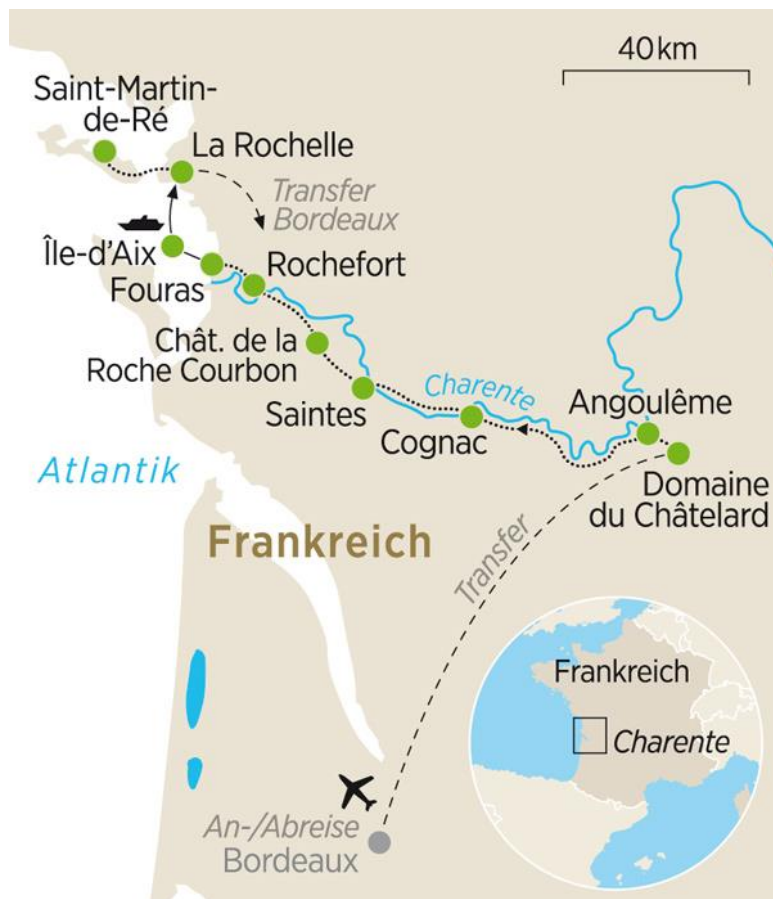 40 km
Saint-Martin-
de-Ré
La Rochelle
Transfer
Bordeaux
Île-d'Aix
Fouras
Rochefort
Chât. de la
Roche Courbon
Saintes
Charente
Cognac
Angoulême
Domaine
du Châtelard
Atlantik
Frankreich
Transfer
Frankreich
Charente
An-/Abreise
Bordeaux